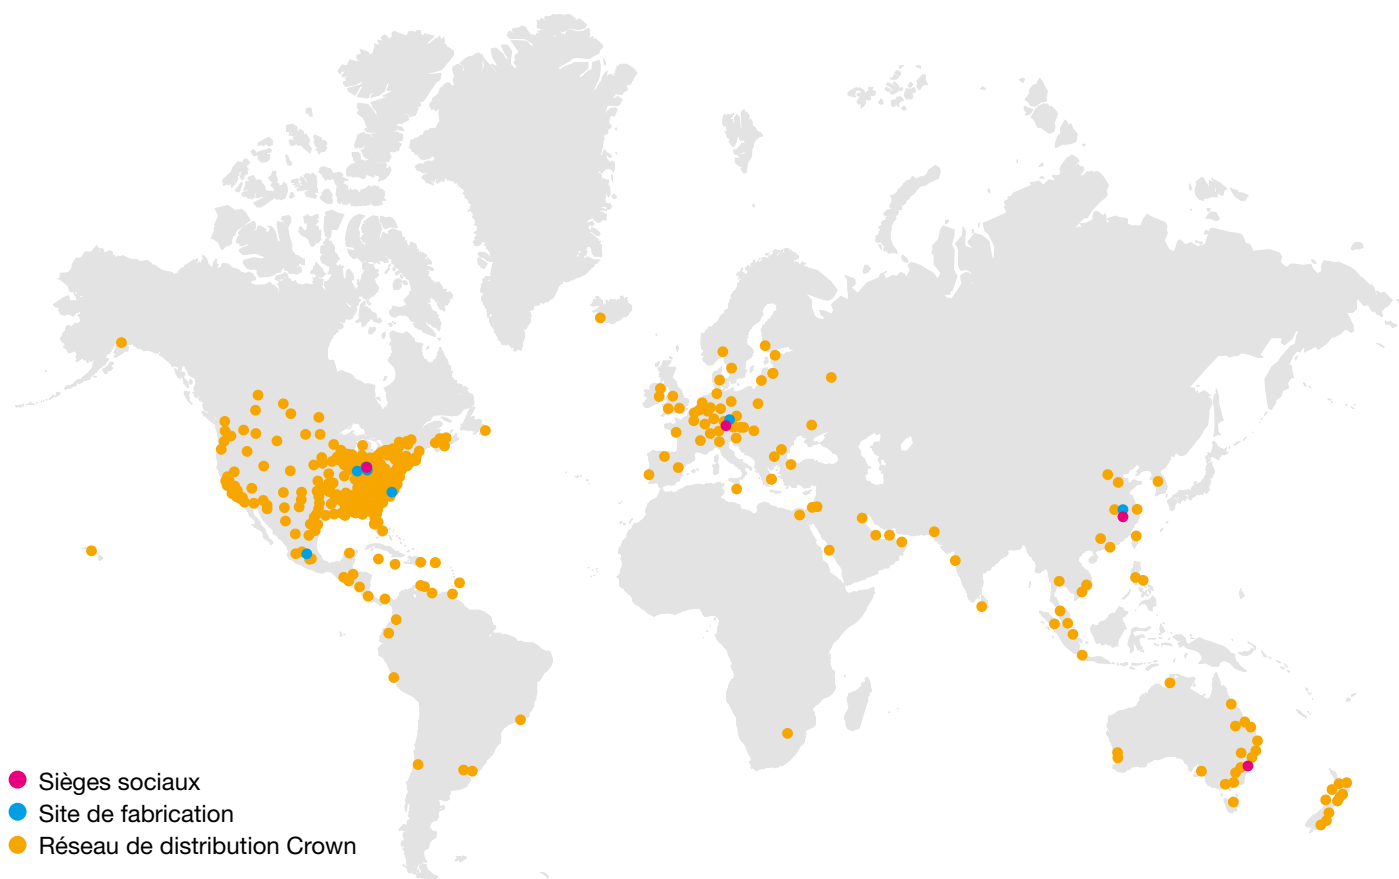 Sièges sociaux
Site de fabrication
Réseau de distribution Crown